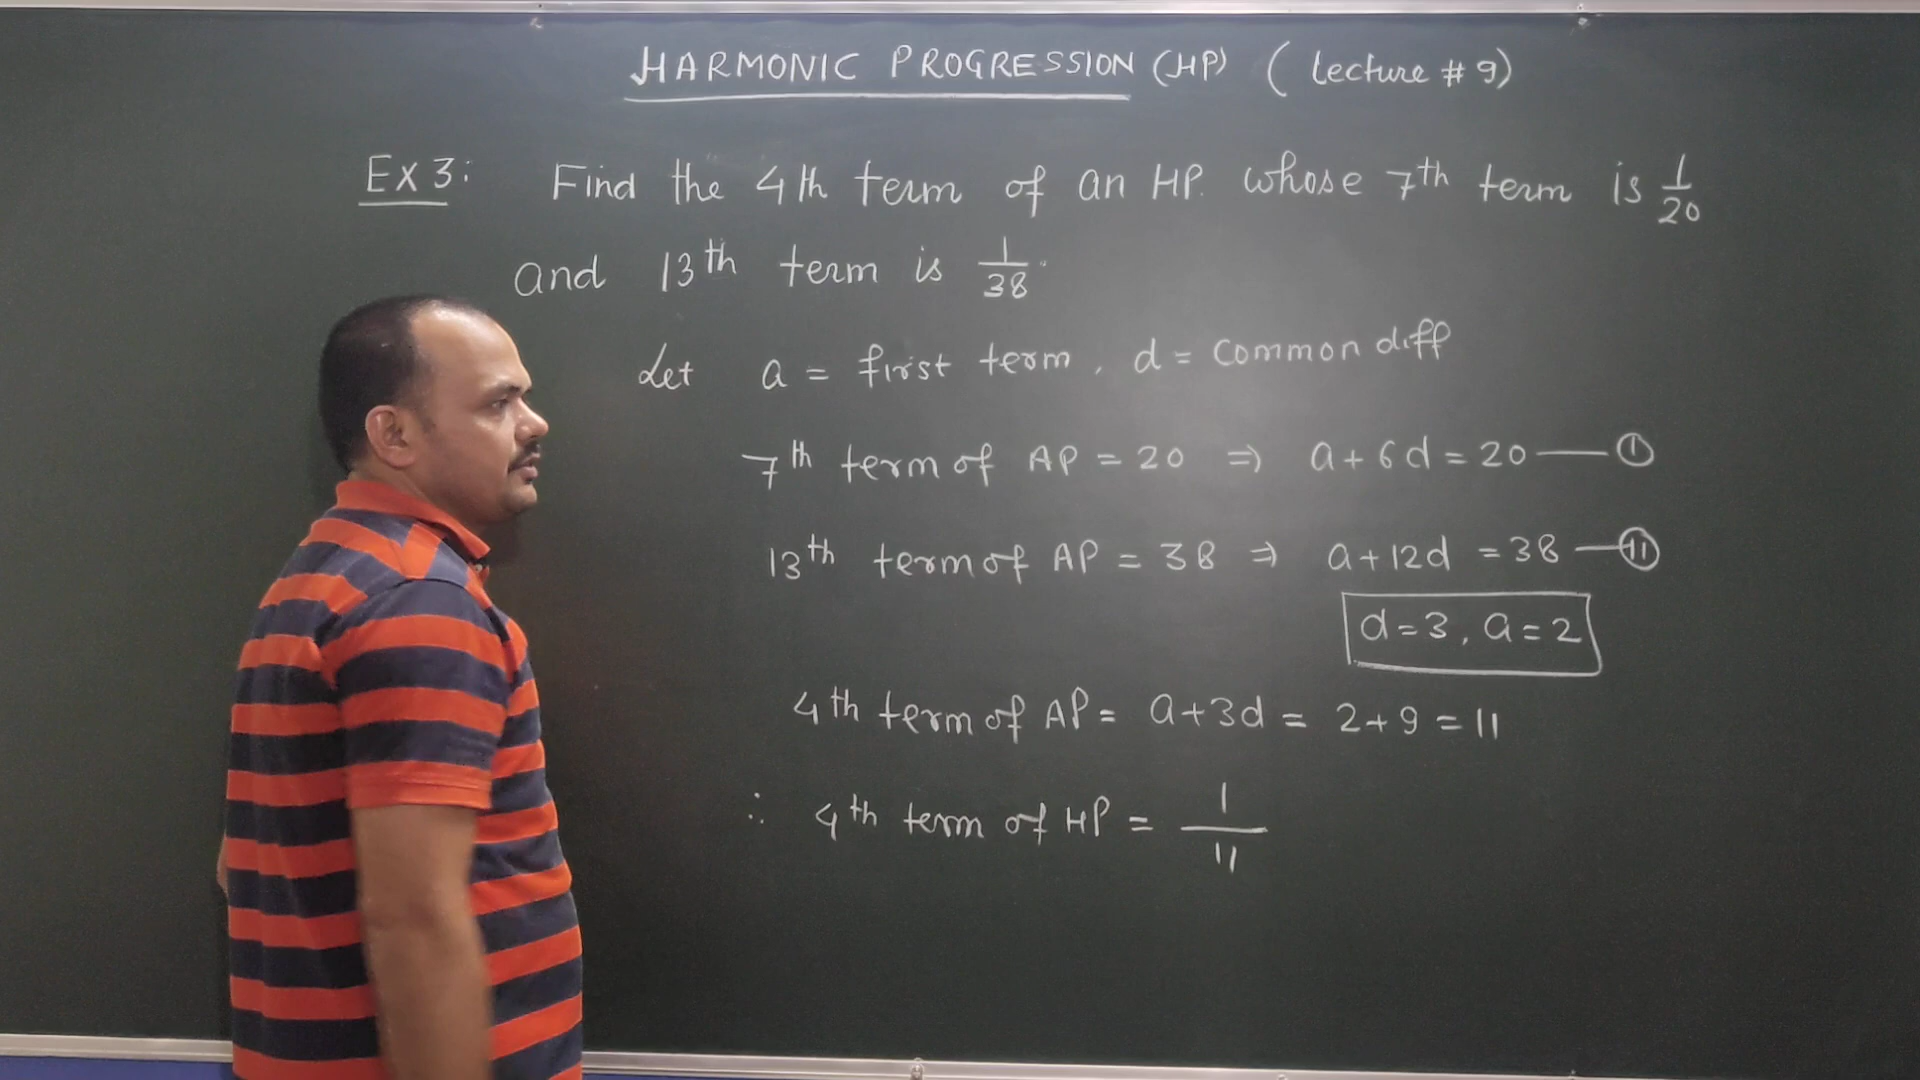 HARMONIC PROGRESSION (HP) ( Lecture # 9)
Ex 3: Find the 4th term of an HP. whose 7th term is 1/20
and 13th term is 1/38.
Let a = first term, d = Common diff
7th term of AP = 20 ⇒ a + 6d = 20 —— ①
13th term of AP = 38 ⇒ a + 12d = 38 — ⑪
d = 3, a = 2
4th term of AP = a + 3d = 2 + 9 = 11
∴ 4th term of HP = 1/11